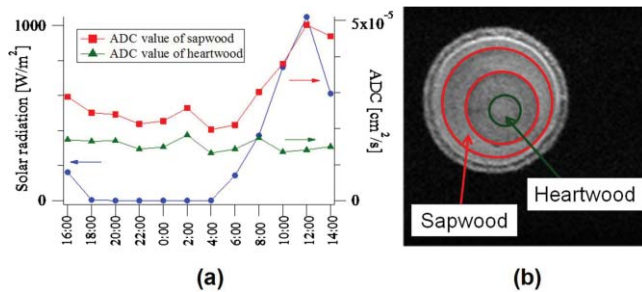 1000
Solar radiation [W/m²]
0
ADC value of sapwood
ADC value of heartwood
5x10⁻⁵
ADC [cm²/s]
0
16:00
18:00
20:00
22:00
0:00
2:00
4:00
6:00
8:00
10:00
12:00
14:00
(a)
Heartwood
Sapwood
(b)